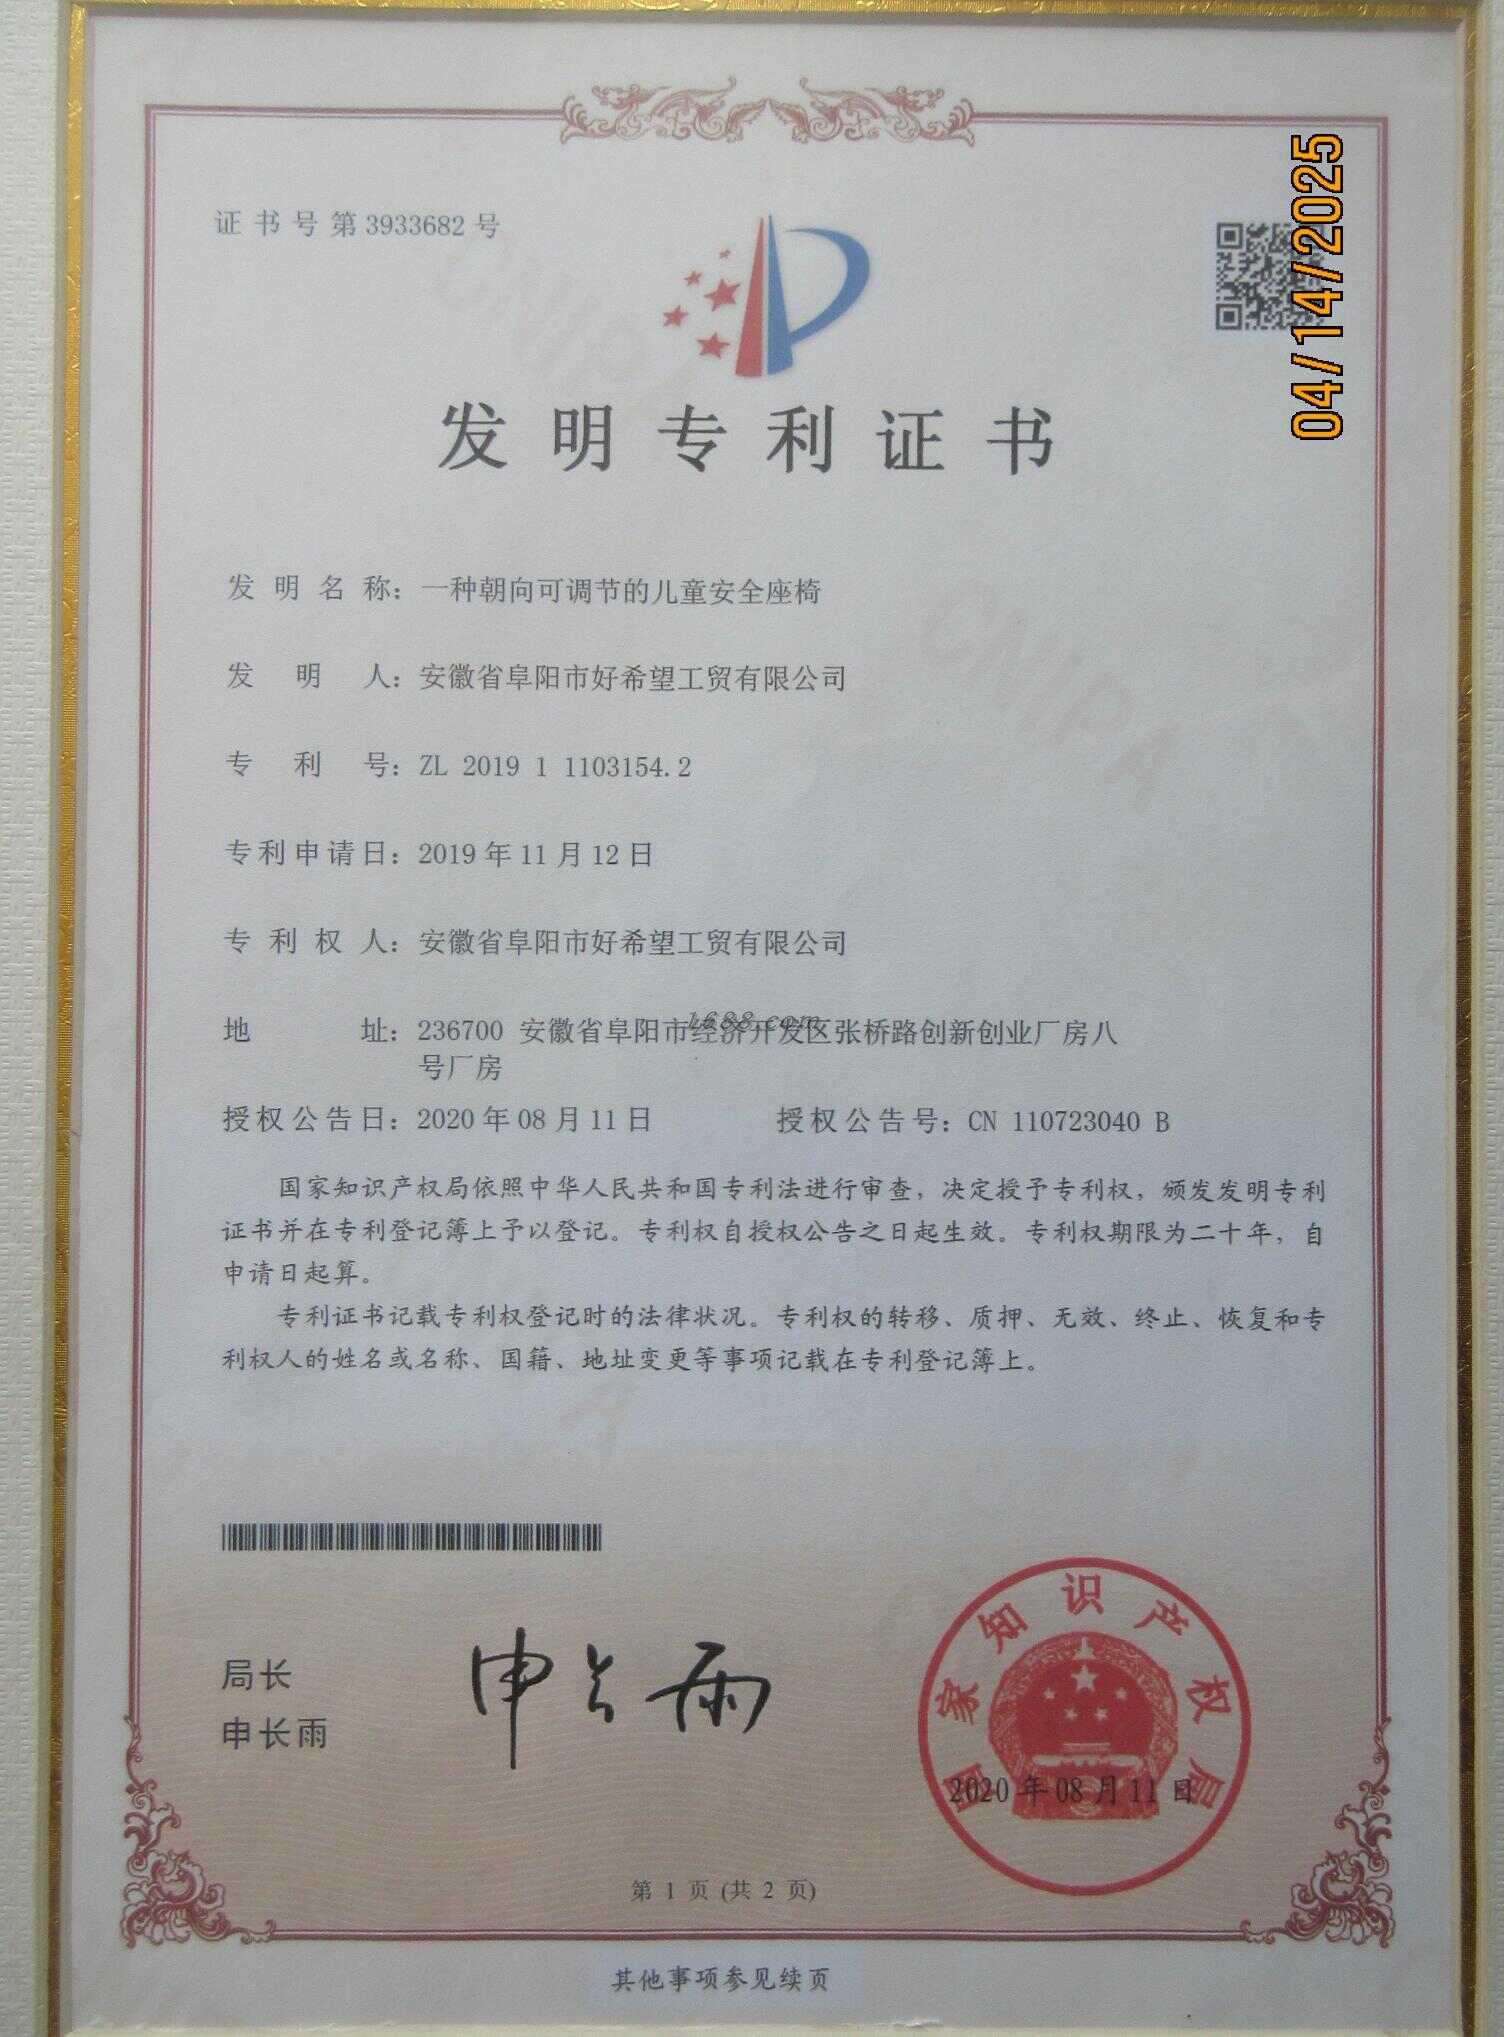 证书号第3933682号
04/14/2025
发明专利证书
发明名称：一种朝向可调节的儿童安全座椅
发明人：安徽省阜阳市好希望工贸有限公司
专利号：ZL 2019 1 1103154.2
专利申请日：2019年11月12日
专利权人：安徽省阜阳市好希望工贸有限公司
1688.com
地址：236700 安徽省阜阳市经济开发区张桥路创新创业厂房八
号厂房
授权公告日：2020年08月11日 授权公告号：CN 110723040 B
国家知识产权局依照中华人民共和国专利法进行审查，决定授予专利权，颁发发明专利
证书并在专利登记簿上予以登记。专利权自授权公告之日起生效。专利权期限为二十年，自
申请日起算。
专利证书记载专利权登记时的法律状况。专利权的转移、质押、无效、终止、恢复和专
利权人的姓名或名称、国籍、地址变更等事项记载在专利登记簿上。
局长
申长雨
申长雨
国家知识产权局
2020年08月11日
第 1 页 (共 2 页)
其他事项参见续页
CNIPA